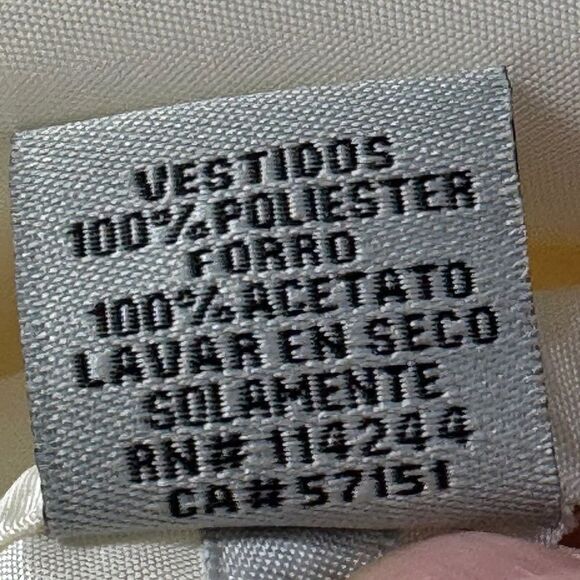 VESTIDOS
100% POLIESTER
FORRO
100% ACETATO
LAVAR EN SECO
SOLAMENTE
RN# 114244
CA# 57151